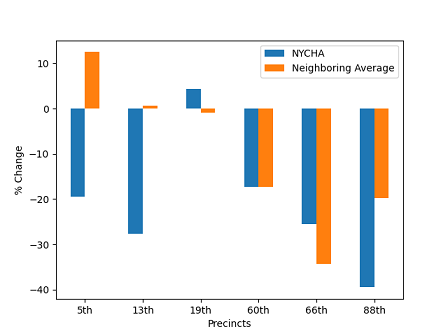 NYCHA
Neighboring Average
10
0
−10
−20
−30
−40
% Change
5th 13th 19th 60th 66th 88th
Precincts